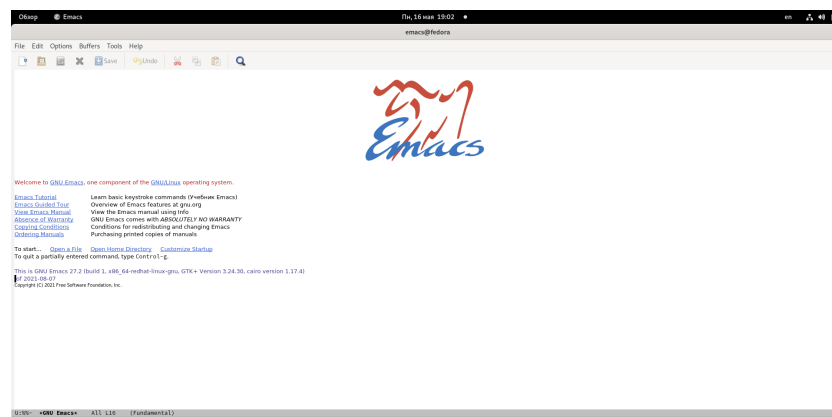 Обзор Emacs Пн, 16 мая 19:02 en
emacs@fedora
File Edit Options Buffers Tools Help
Save Undo
Emacs
Welcome to GNU Emacs, one component of the GNU/Linux operating system.
Emacs Tutorial Learn basic keystroke commands (Учебник Emacs)
Emacs Guided Tour Overview of Emacs features at gnu.org
View Emacs Manual View the Emacs manual using Info
Absence of Warranty GNU Emacs comes with ABSOLUTELY NO WARRANTY
Copying Conditions Conditions for redistributing and changing Emacs
Ordering Manuals Purchasing printed copies of manuals
To start... Open a File Open Home Directory Customize Startup
To quit a partially entered command, type Control-g.
This is GNU Emacs 27.2 (build 1, x86_64-redhat-linux-gnu, GTK+ Version 3.24.30, cairo version 1.17.4)
of 2021-08-07
Copyright (C) 2021 Free Software Foundation, Inc.
U:%%- *GNU Emacs* All L16 (Fundamental)